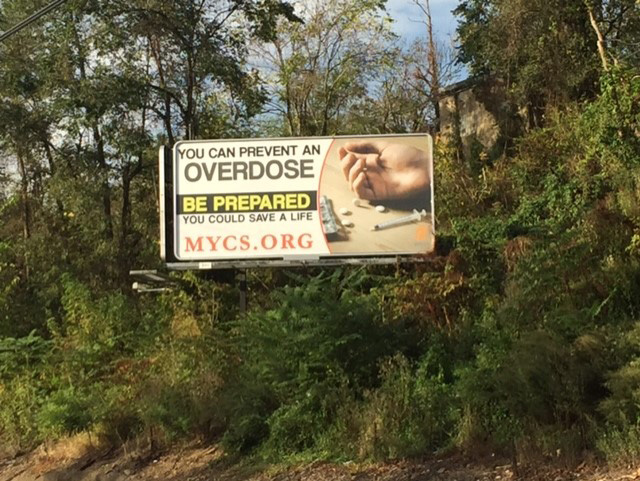 YOU CAN PREVENT AN
OVERDOSE
BE PREPARED
YOU COULD SAVE A LIFE
MYCS.ORG